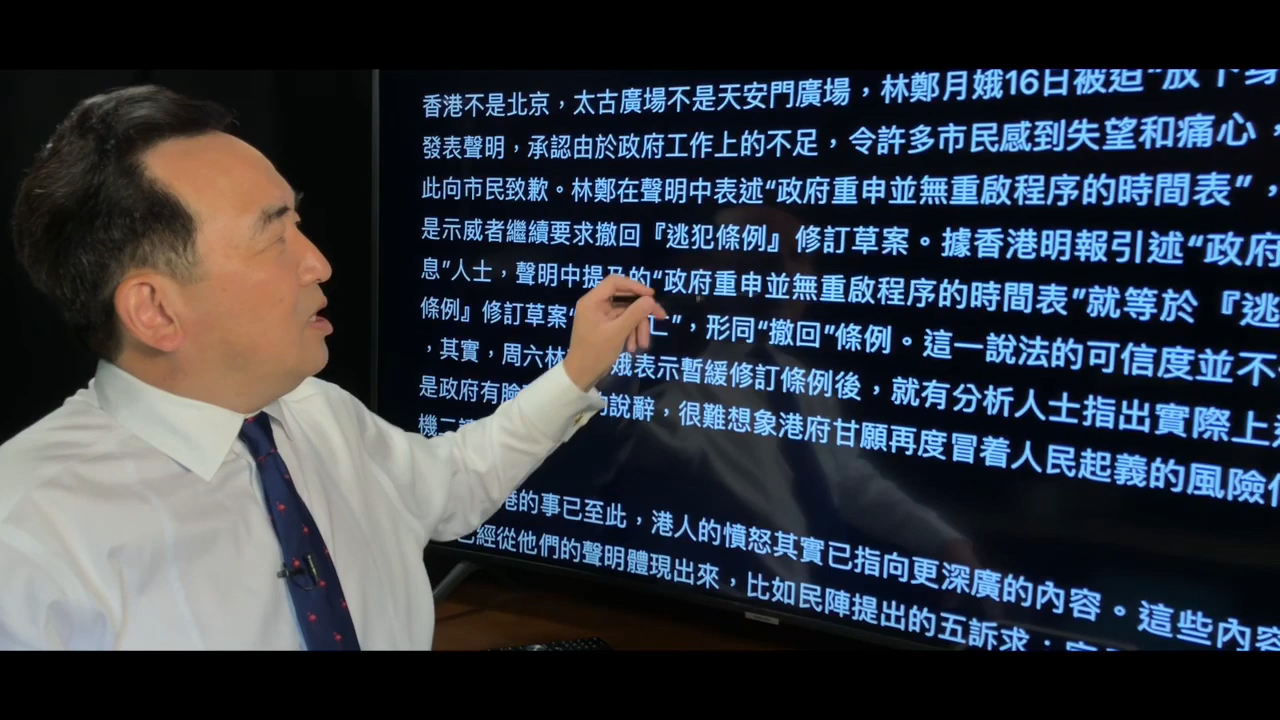 香港不是北京，太古廣場不是天安門廣場，林鄭月娥16日被迫“放下身
發表聲明，承認由於政府工作上的不足，令許多市民感到失望和痛心，
此向市民致歉。林鄭在聲明中表述“政府重申並無重啟程序的時間表”，
是示威者繼續要求撤回『逃犯條例』修訂草案。據香港明報引述“政府
息”人士，聲明中提及的“政府重申並無重啟程序的時間表”就等於『逃
條例』修訂草案“ 亡”，形同“撤回”條例。這一說法的可信度並不
，其實，周六林 娥表示暫緩修訂條例後，就有分析人士指出實際上
是政府有臉 的說辭，很難想象港府甘願再度冒着人民起義的風險
機二
港的事已至此，港人的憤怒其實已指向更深廣的內容。這些內容
已經從他們的聲明體現出來，比如民陣提出的五訴求：